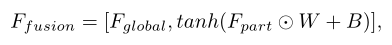 F_{fusion} = [F_{global}, tanh(F_{part} ⊙ W + B)],